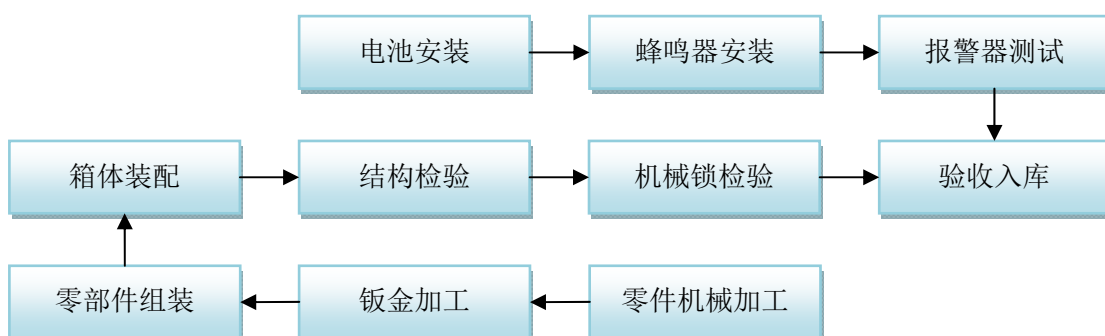 电池安装
蜂鸣器安装
报警器测试
箱体装配
结构检验
机械锁检验
验收入库
零部件组装
钣金加工
零件机械加工